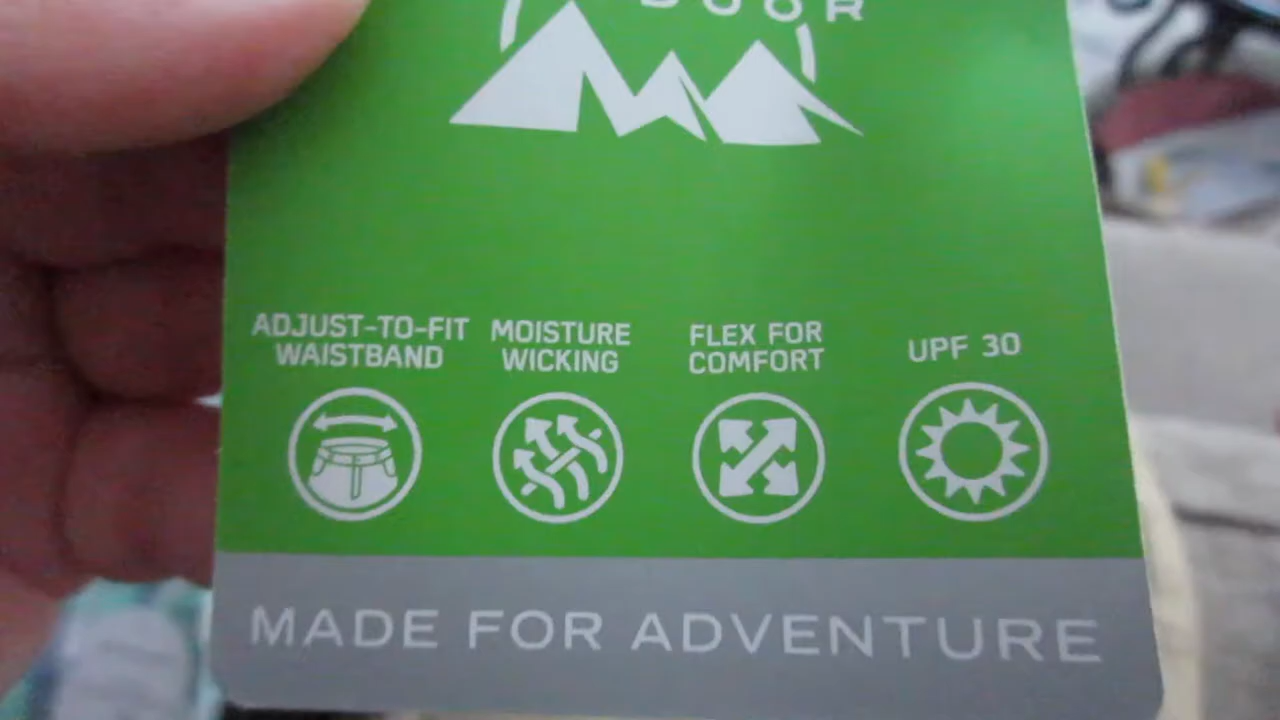 ADJUST-TO-FIT
WAISTBAND
MOISTURE
WICKING
FLEX FOR
COMFORT
UPF 30
MADE FOR ADVENTURE